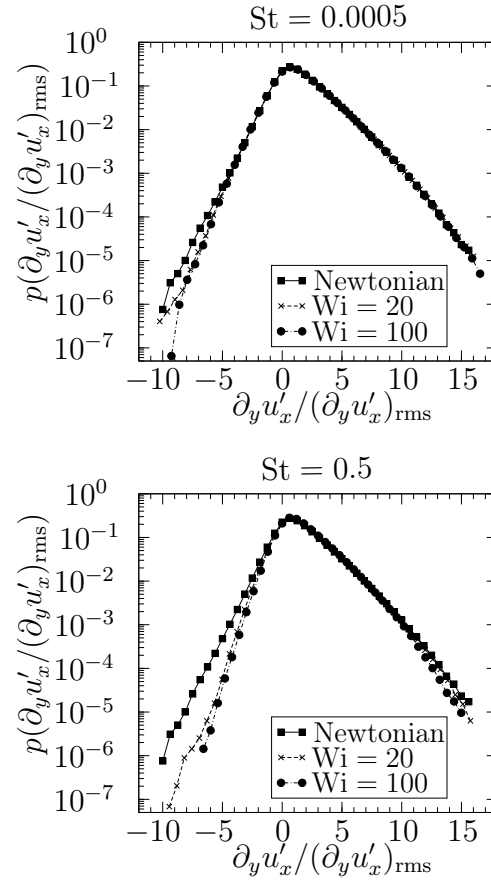 St = 0.0005
p(∂_y u′_x/(∂_y u′_x)_rms)
10^0
10^−1
10^−2
10^−3
10^−4
10^−5
10^−6
10^−7
Newtonian
Wi = 20
Wi = 100
−10 −5 0 5 10 15
∂_y u′_x/(∂_y u′_x)_rms
St = 0.5
p(∂_y u′_x/(∂_y u′_x)_rms)
10^0
10^−1
10^−2
10^−3
10^−4
10^−5
10^−6
10^−7
Newtonian
Wi = 20
Wi = 100
−10 −5 0 5 10 15
∂_y u′_x/(∂_y u′_x)_rms